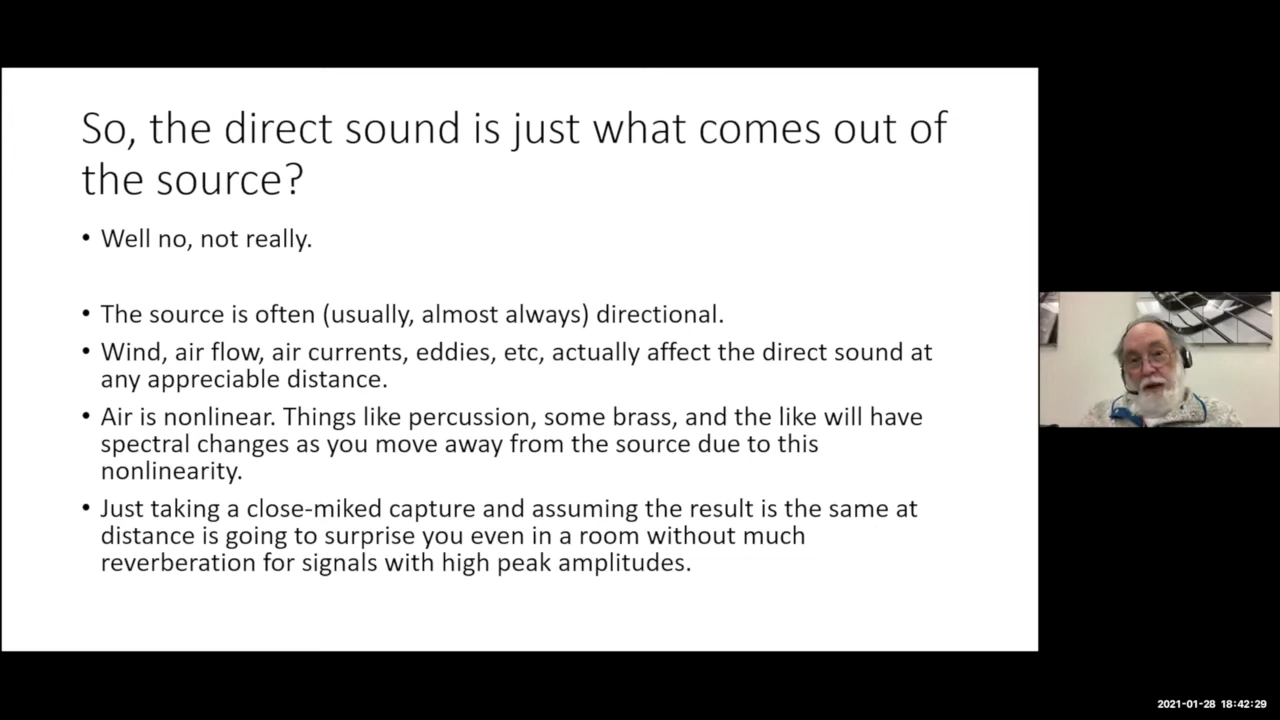 So, the direct sound is just what comes out of
the source?
• Well no, not really.
• The source is often (usually, almost always) directional.
• Wind, air flow, air currents, eddies, etc, actually affect the direct sound at
any appreciable distance.
• Air is nonlinear. Things like percussion, some brass, and the like will have
spectral changes as you move away from the source due to this
nonlinearity.
• Just taking a close-miked capture and assuming the result is the same at
distance is going to surprise you even in a room without much
reverberation for signals with high peak amplitudes.
2021-01-28 18:42:29